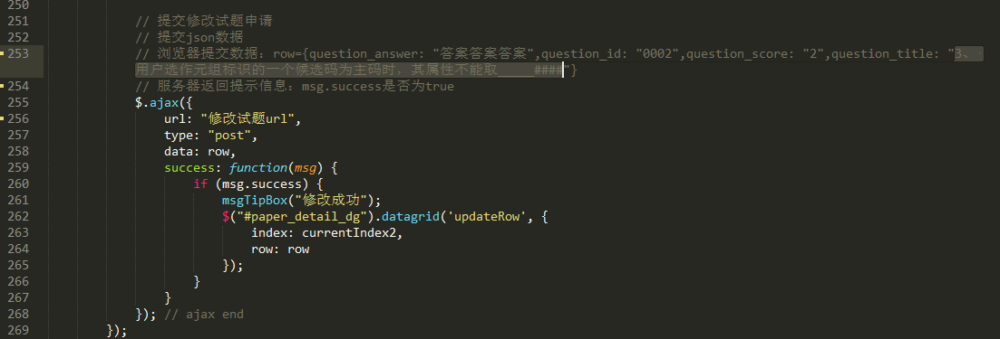 250
251 // 提交修改试题申请
252 // 提交json数据
253 // 浏览器提交数据：row={question_answer: "答案答案答案",question_id: "0002",question_score: "2",question_title: "3、
用户选作元组标识的一个候选码为主码时，其属性不能取_____####"}
254 // 服务器返回提示信息：msg.success是否为true
255 $.ajax({
256 url: "修改试题url",
257 type: "post",
258 data: row,
259 success: function(msg) {
260 if (msg.success) {
261 msgTipBox("修改成功");
262 $("#paper_detail_dg").datagrid('updateRow', {
263 index: currentIndex2,
264 row: row
265 });
266 }
267 }
268 }); // ajax end
269 });